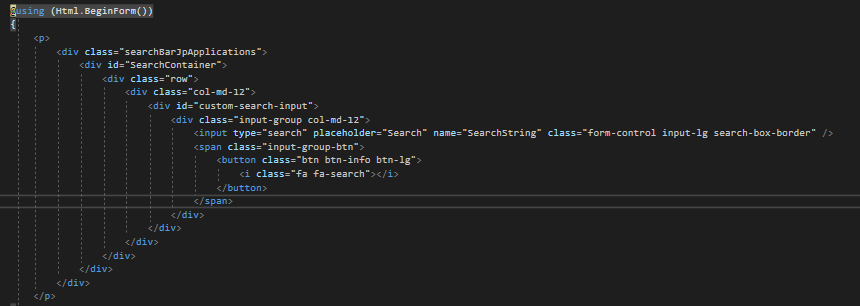 @using (Html.BeginForm())
{
<p>
<div class="searchBarJpApplications">
<div id="SearchContainer">
<div class="row">
<div class="col-md-12">
<div id="custom-search-input">
<div class="input-group col-md-12">
<input type="search" placeholder="Search" name="SearchString" class="form-control input-lg search-box-border" />
<span class="input-group-btn">
<button class="btn btn-info btn-lg">
<i class="fa fa-search"></i>
</button>
</span>
</div>
</div>
</div>
</div>
</div>
</div>
</p>